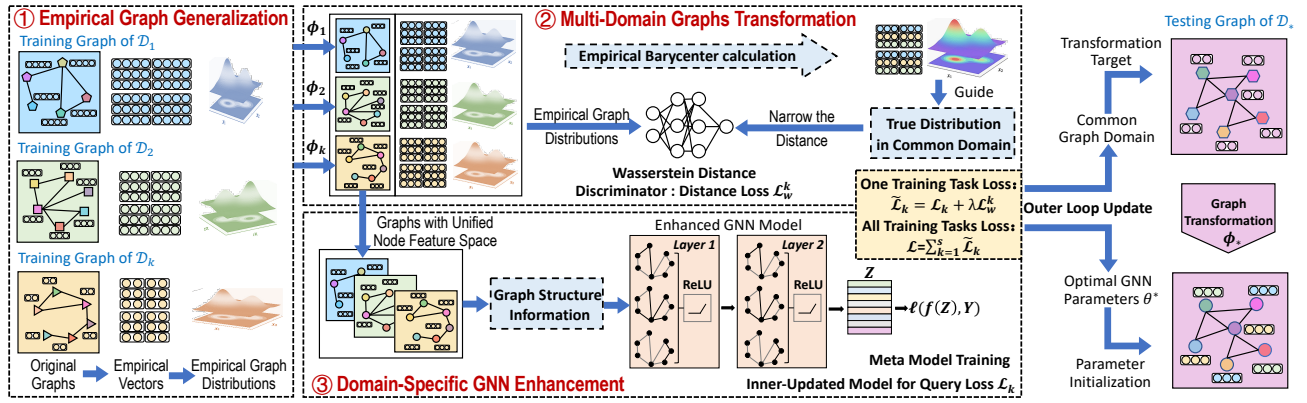 ① Empirical Graph Generalization
Training Graph of 𝒟₁
Training Graph of 𝒟₂
Training Graph of 𝒟ₖ
Original
Graphs
Empirical
Vectors
Empirical Graph
Distributions
ϕ₁
ϕ₂
ϕₖ
② Multi-Domain Graphs Transformation
Empirical Barycenter calculation
Guide
Empirical Graph
Distributions
Narrow the
Distance
True Distribution
in Common Domain
Wasserstein Distance
Discriminator : Distance Loss ℒ_w^k
One Training Task Loss:
ℒ̃ₖ = ℒₖ + λℒ_w^k
All Training Tasks Loss:
ℒ=∑_{k=1}^s ℒ̃ₖ
Graphs with Unified
Node Feature Space
Graph Structure
Information
Enhanced GNN Model
Layer 1
Layer 2
ReLU
ReLU
Z
ℓ(f(Z), Y)
Meta Model Training
③ Domain-Specific GNN Enhancement
Inner-Updated Model for Query Loss ℒₖ
Testing Graph of 𝒟_*
Transformation
Target
Common
Graph Domain
Outer Loop Update
Graph
Transformation
ϕ_*
Optimal GNN
Parameters θ*
Parameter
Initialization